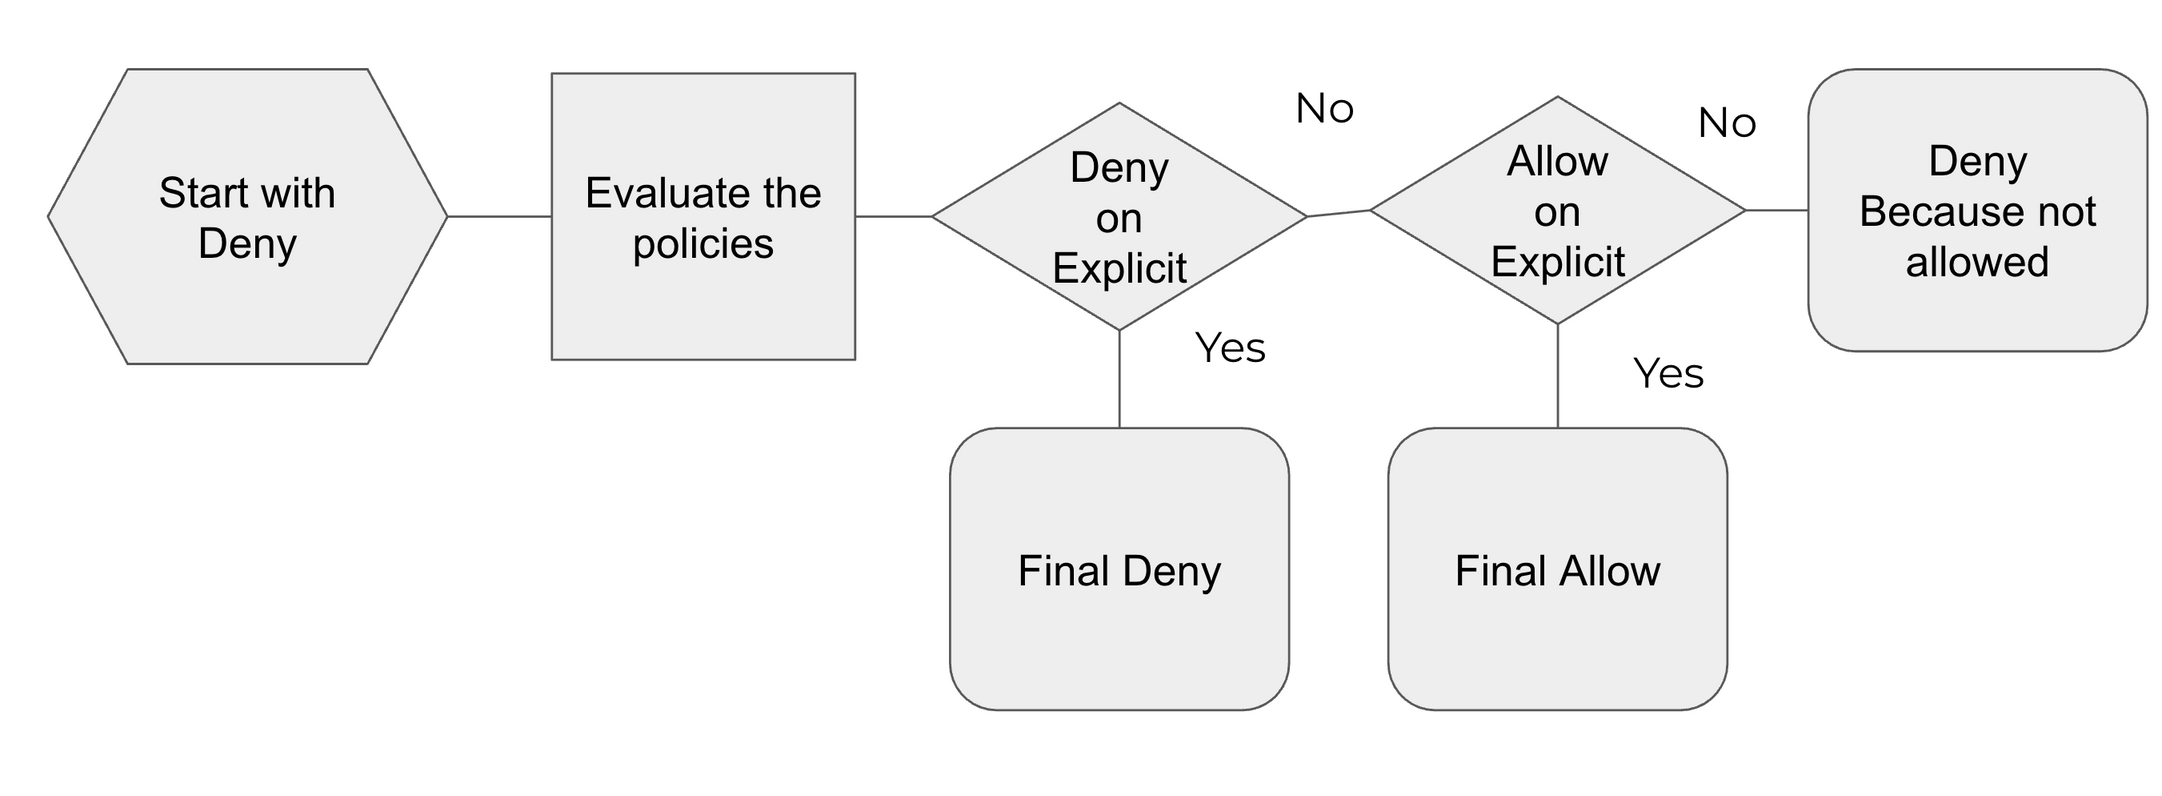 Start with
Deny
Evaluate the
policies
Deny
on
Explicit
No
Yes
Allow
on
Explicit
No
Yes
Deny
Because not
allowed
Final Deny
Final Allow